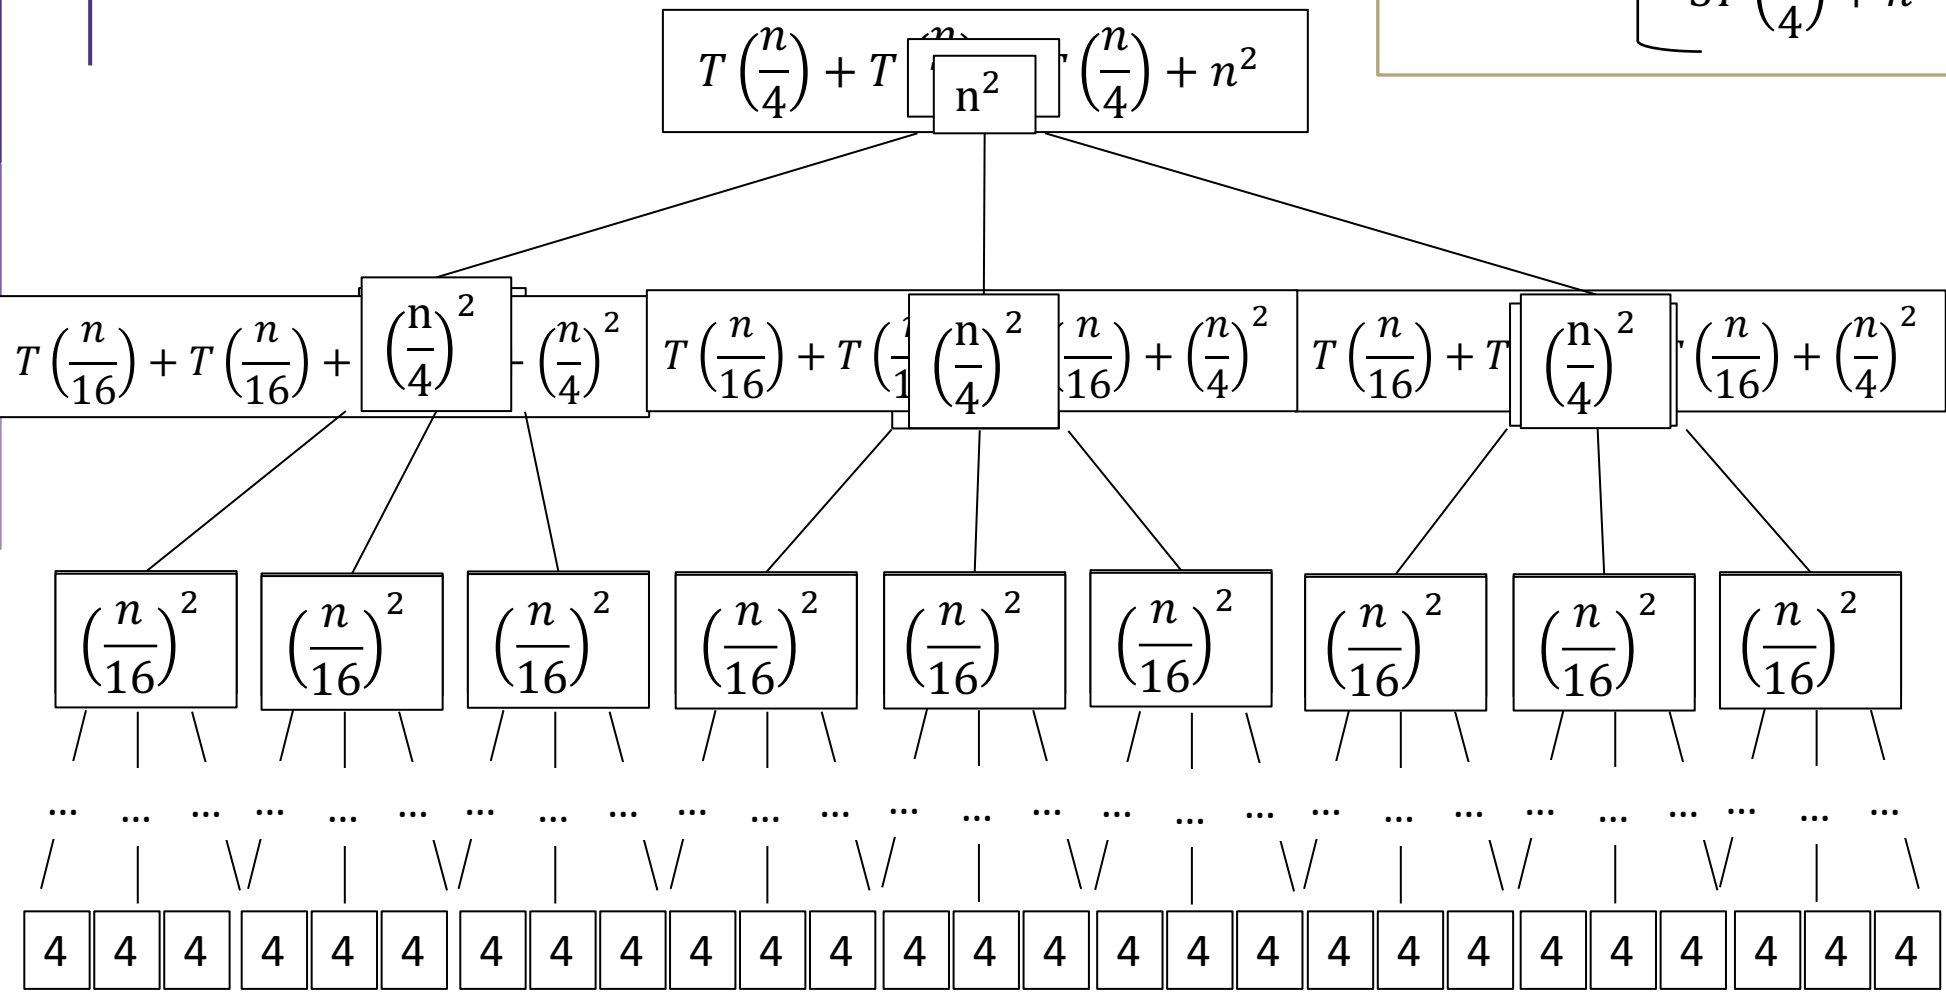 T(n/4) + T T(n/4) + n²
n²
4)
T(n/16) + T(n/16) + (n/4)² (n/4)² T(n/16) + T (n/4)² (n/16) + (n/4)² T(n/16) + T (n/4)² (n/16) + (n/4)²
(n/16)² (n/16)² (n/16)² (n/16)² (n/16)² (n/16)² (n/16)² (n/16)² (n/16)²
... ... ... ... ... ... ... ... ... ... ... ... ... ... ... ... ... ... ... ... ... ... ... ... ... ... ...
4 4 4 4 4 4 4 4 4 4 4 4 4 4 4 4 4 4 4 4 4 4 4 4 4 4 4